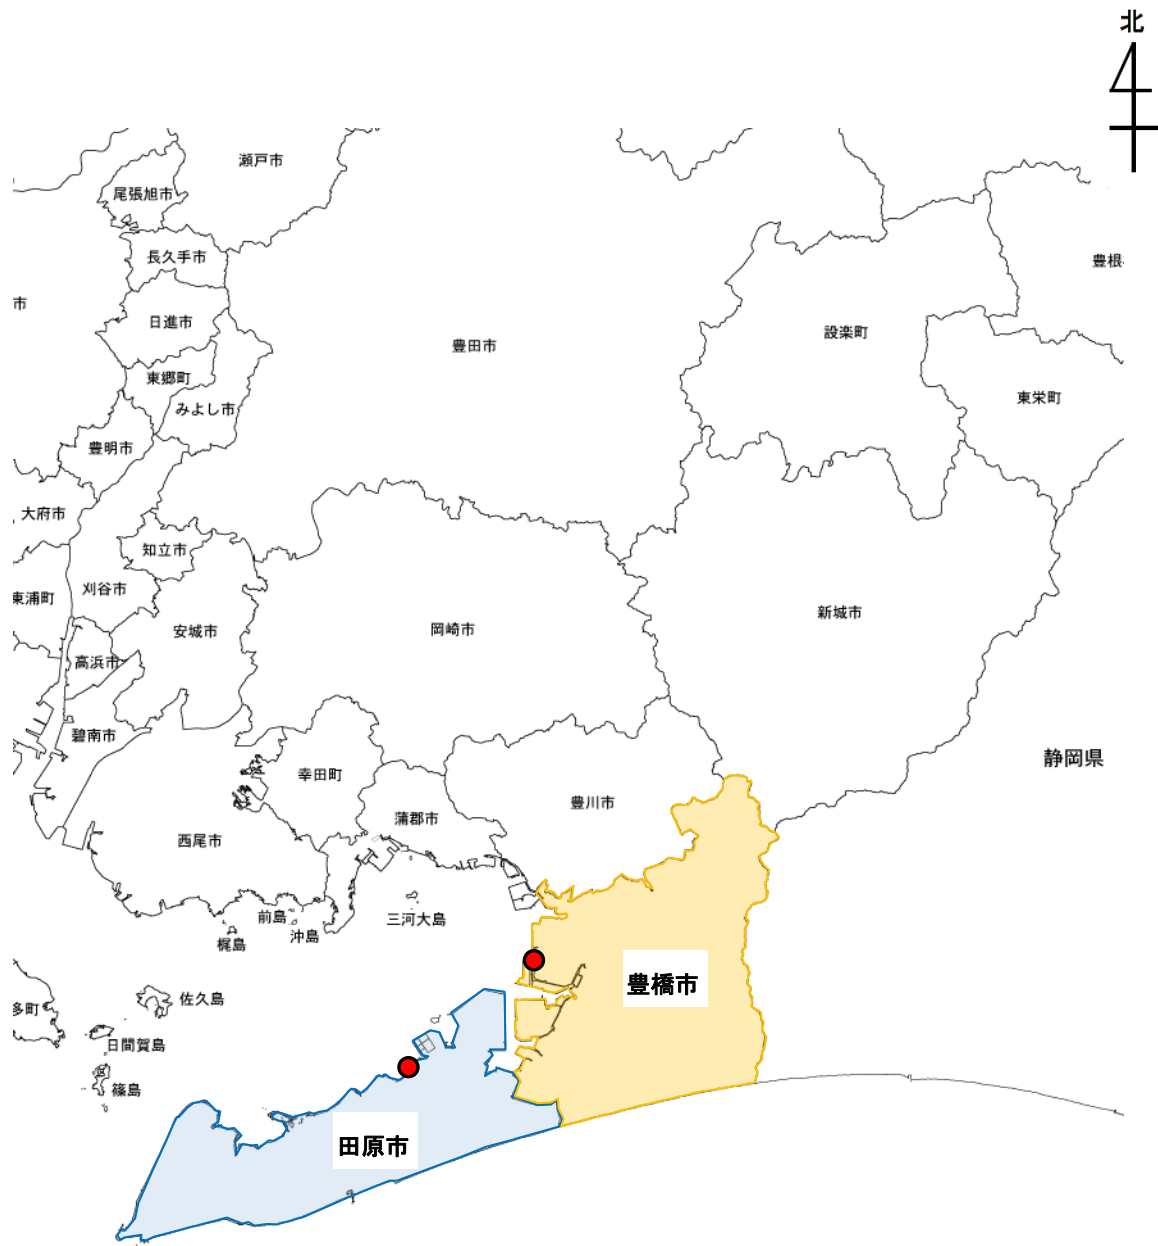 北
瀬戸市
尾張旭市
長久手市
豊根
市
日進市
設楽町
豊田市
東郷町
東栄町
みよし市
豊明市
大府市
知立市
刈谷市
東浦町
新城市
岡崎市
安城市
高浜市
碧南市
静岡県
幸田町
豊川市
蒲郡市
西尾市
前島
三河大島
沖島
梶島
豊橋市
佐久島
多町
日間賀島
篠島
田原市